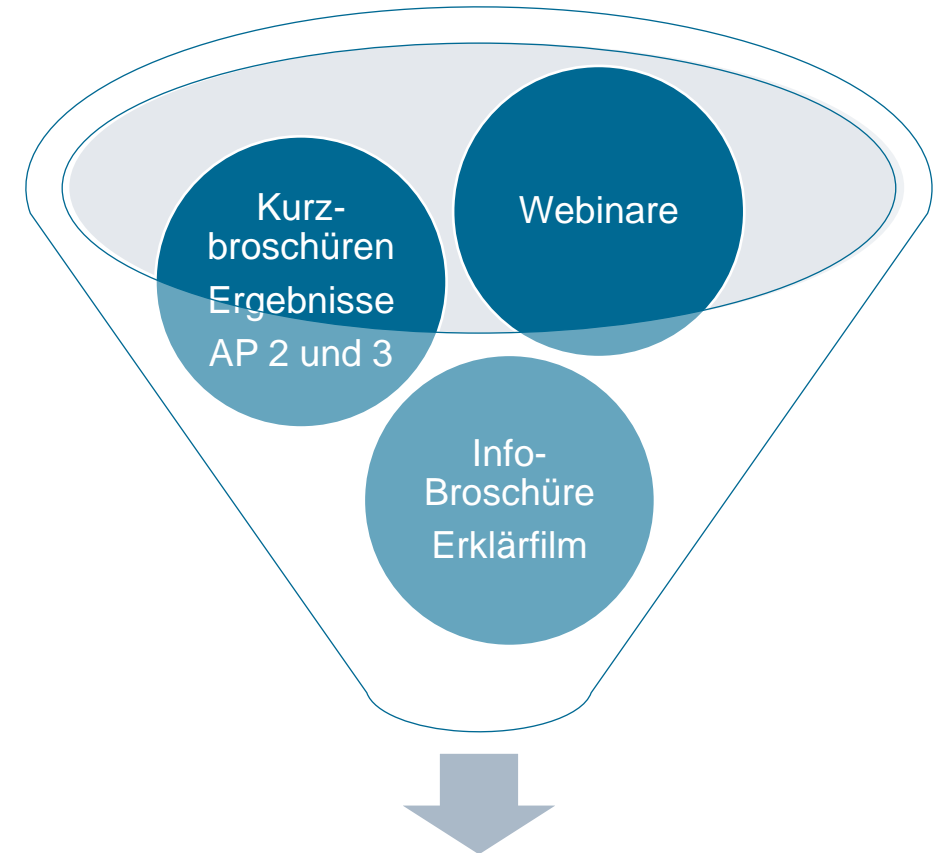 Kurz-
broschüren
Ergebnisse
AP 2 und 3
Webinare
Info-
Broschüre
Erklärfilm